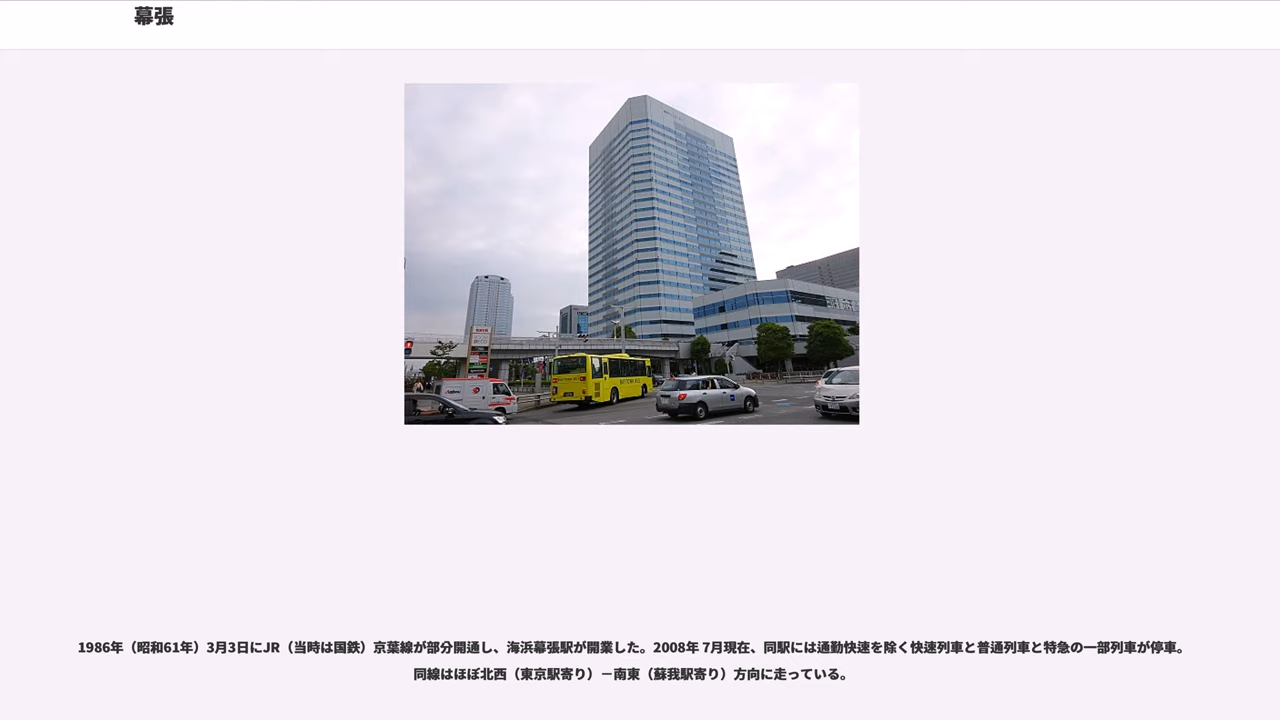 幕張
1986年（昭和61年）3月3日にJR（当時は国鉄）京葉線が部分開通し、海浜幕張駅が開業した。2008年 7月現在、同駅には通勤快速を除く快速列車と普通列車と特急の一部列車が停車。
同線はほぼ北西（東京駅寄り）－南東（蘇我駅寄り）方向に走っている。